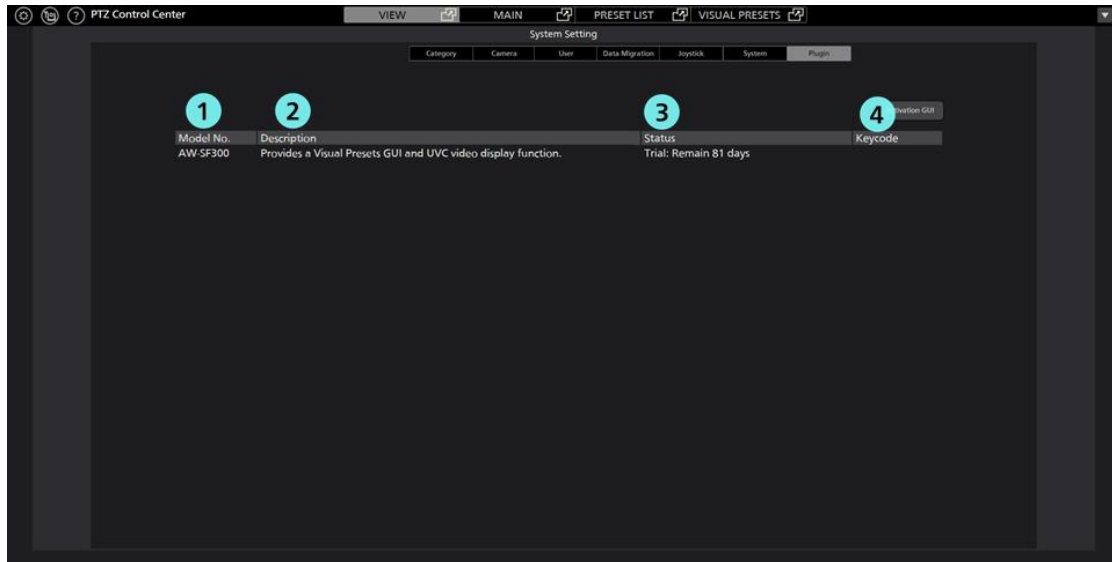 PTZ Control Center
VIEW MAIN PRESET LIST VISUAL PRESETS
System Setting
Category Camera User Data Migration Joystick System Plugin
1 2 3 4
GUI
Model No. Description Status Keycode
AW-SF300 Provides a Visual Presets GUI and UVC video display function. Trial: Remain 81 days